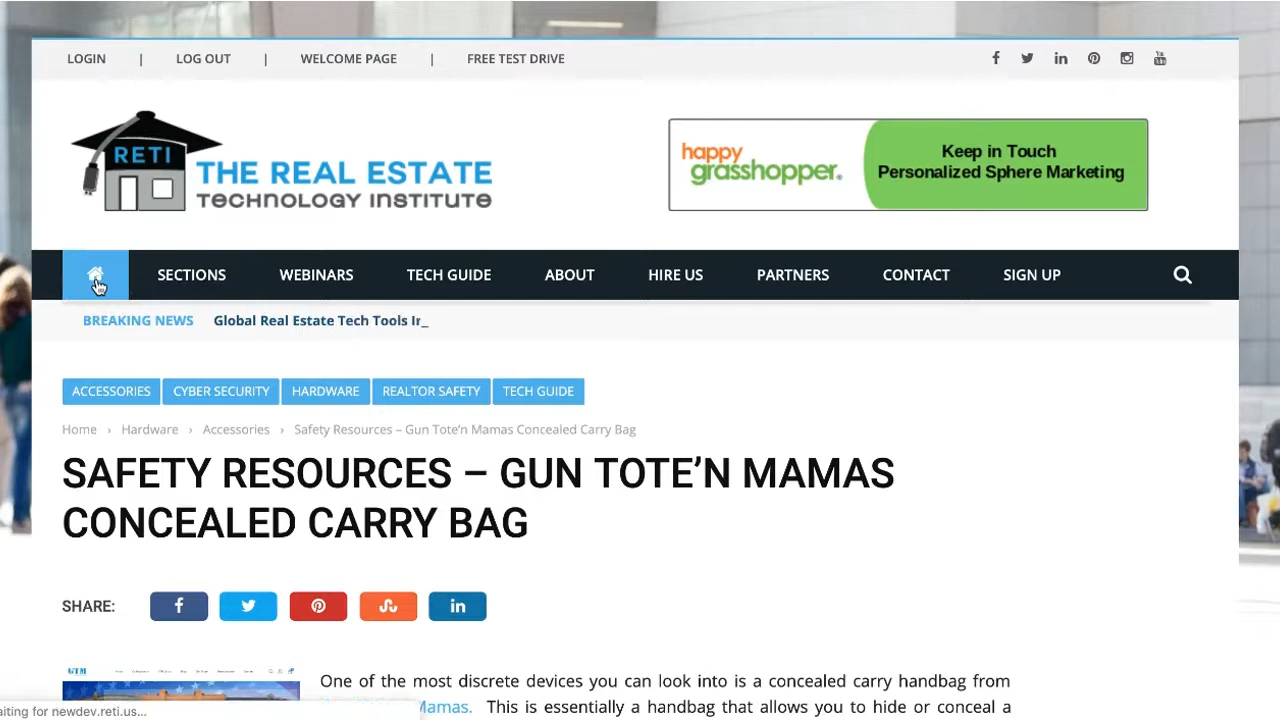 LOGIN | LOG OUT | WELCOME PAGE | FREE TEST DRIVE
RETI
THE REAL ESTATE
TECHNOLOGY INSTITUTE
happy
grasshopper.
Keep in Touch
Personalized Sphere Marketing
SECTIONS WEBINARS TECH GUIDE ABOUT HIRE US PARTNERS CONTACT SIGN UP
BREAKING NEWS Global Real Estate Tech Tools In_
ACCESSORIES CYBER SECURITY HARDWARE REALTOR SAFETY TECH GUIDE
Home › Hardware › Accessories › Safety Resources – Gun Tote’n Mamas Concealed Carry Bag
SAFETY RESOURCES – GUN TOTE’N MAMAS
CONCEALED CARRY BAG
SHARE:
GTM
One of the most discrete devices you can look into is a concealed carry handbag from
Mamas. This is essentially a handbag that allows you to hide or conceal a
aiting for newdev.reti.us...